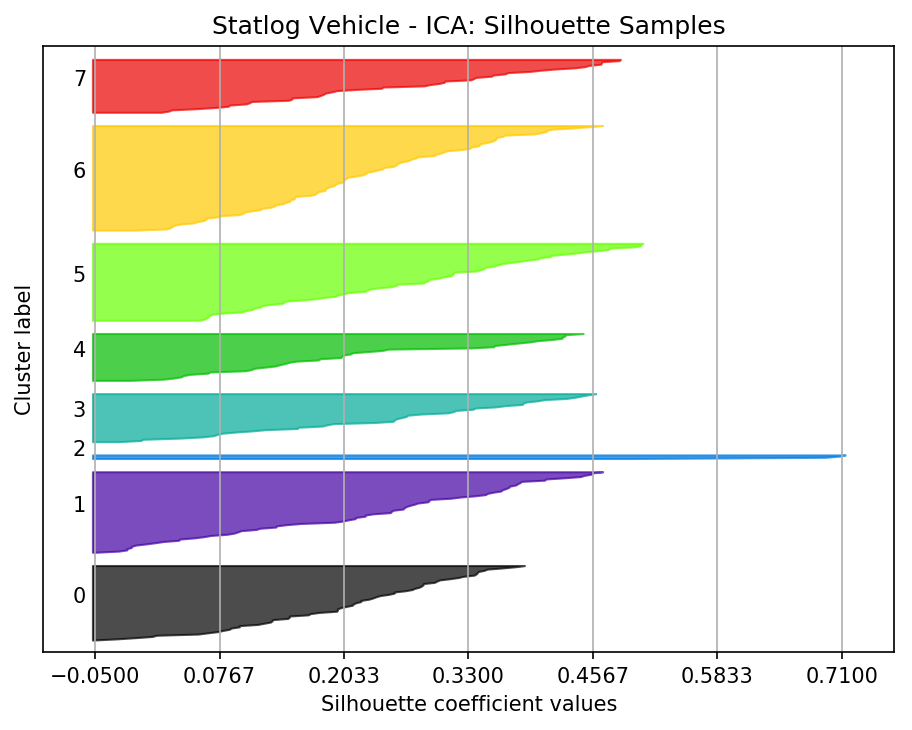 Statlog Vehicle - ICA: Silhouette Samples
7
6
5
4
3
2
1
0
Cluster label
−0.0500 0.0767 0.2033 0.3300 0.4567 0.5833 0.7100
Silhouette coefficient values